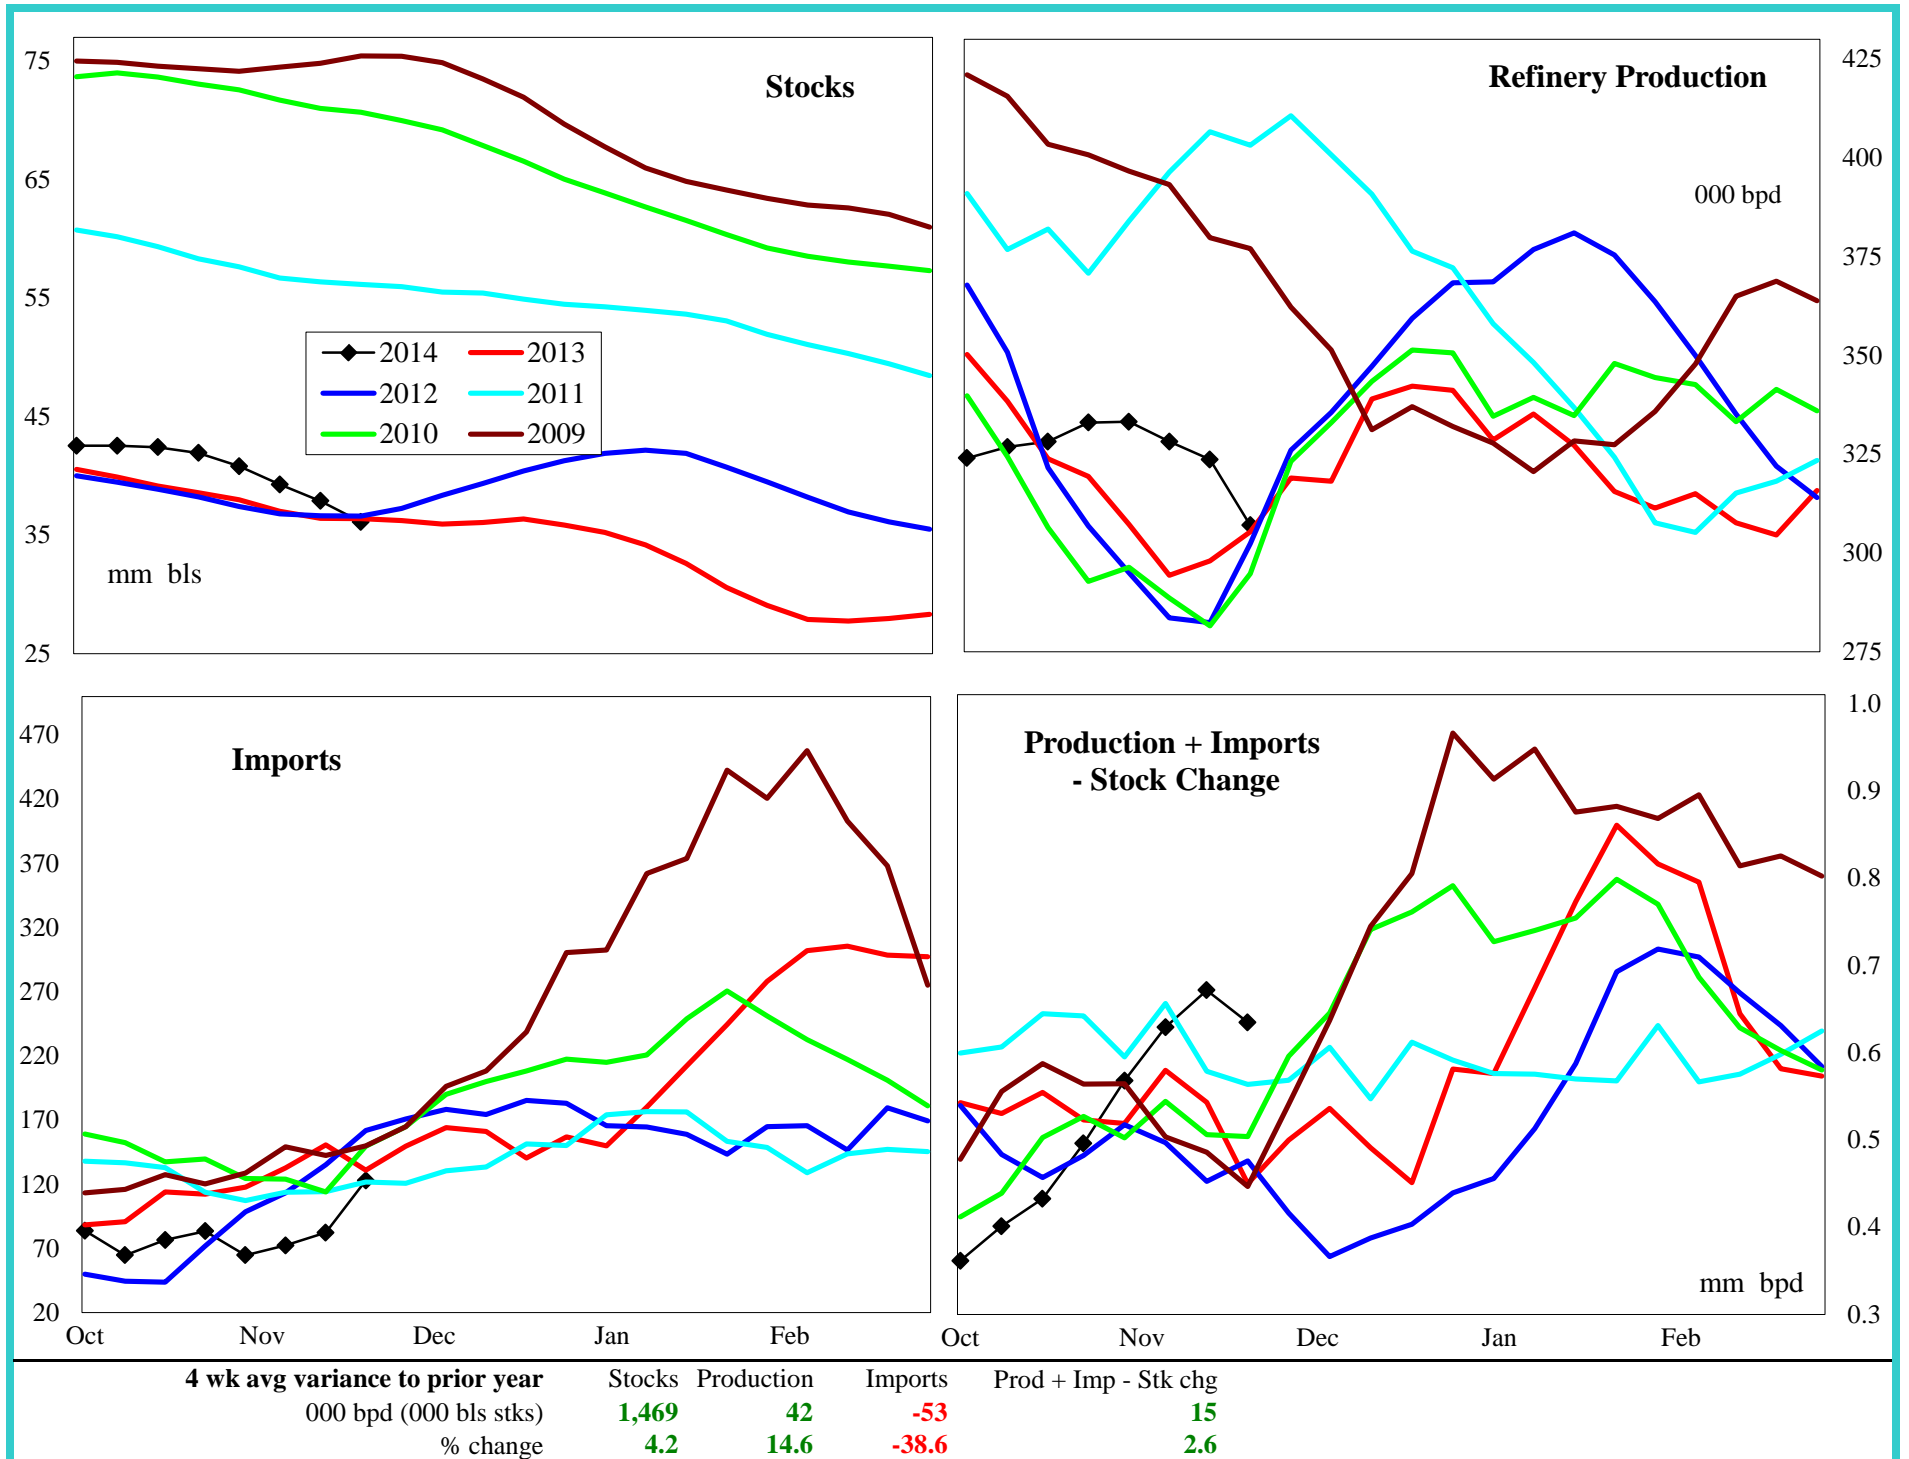 Stocks
75
65
55
45
35
25
2014
2013
2012
2011
2010
2009
mm bls
Refinery Production
000 bpd
425
400
375
350
325
300
275
Imports
470
420
370
320
270
220
170
120
70
20
Oct Nov Dec Jan Feb
Production + Imports
- Stock Change
1.0
0.9
0.8
0.7
0.6
0.5
0.4
0.3
mm bpd
Oct Nov Dec Jan Feb
4 wk avg variance to prior year Stocks Production Imports Prod + Imp - Stk chg
000 bpd (000 bls stks) 1,469 42 -53 15
% change 4.2 14.6 -38.6 2.6